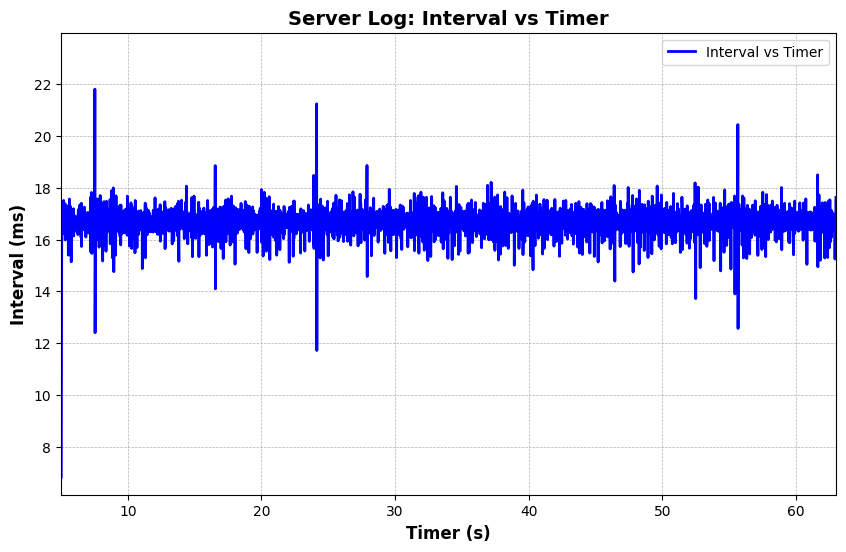 Server Log: Interval vs Timer
Interval vs Timer
22
20
18
16
14
12
10
8
Interval (ms)
10 20 30 40 50 60
Timer (s)